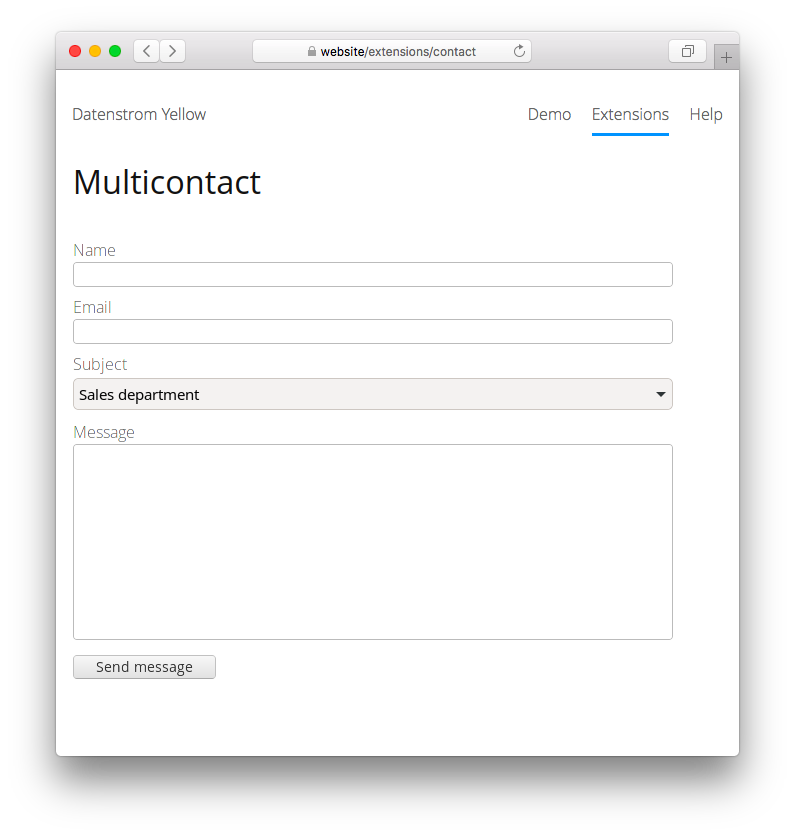 website/extensions/contact
Datenstrom Yellow
Demo
Extensions
Help
Multicontact
Name
Email
Subject
Sales department
Message
Send message